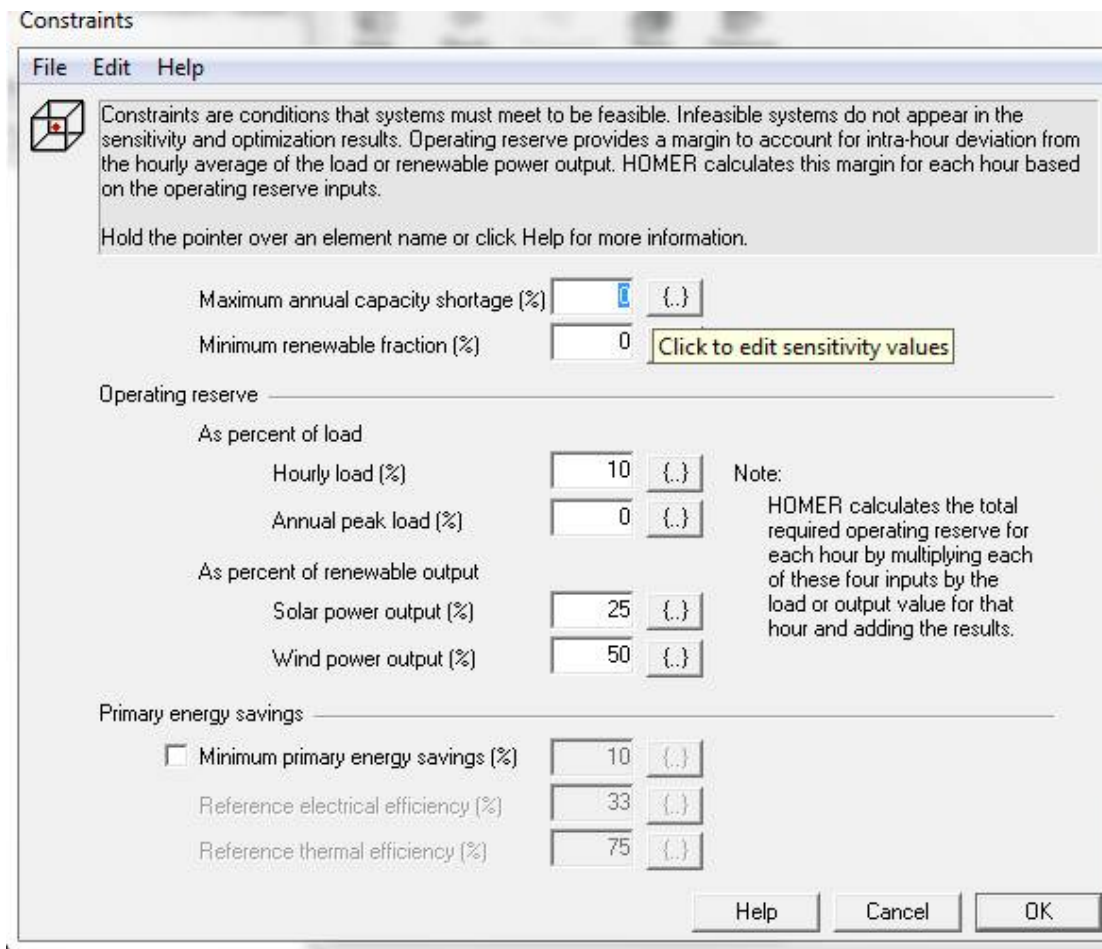 Constraints
File Edit Help
Constraints are conditions that systems must meet to be feasible. Infeasible systems do not appear in the
sensitivity and optimization results. Operating reserve provides a margin to account for intra-hour deviation from
the hourly average of the load or renewable power output. HOMER calculates this margin for each hour based
on the operating reserve inputs.
Hold the pointer over an element name or click Help for more information.
Maximum annual capacity shortage (%) 0 {..}
Minimum renewable fraction (%) 0 Click to edit sensitivity values
Operating reserve
As percent of load
Hourly load (%) 10 {..}
Annual peak load (%) 0 {..}
As percent of renewable output
Solar power output (%) 25 {..}
Wind power output (%) 50 {..}
Note:
HOMER calculates the total
required operating reserve for
each hour by multiplying each
of these four inputs by the
load or output value for that
hour and adding the results.
Primary energy savings
Minimum primary energy savings (%) 10 {..}
Reference electrical efficiency (%) 33 {..}
Reference thermal efficiency (%) 75 {..}
Help Cancel OK